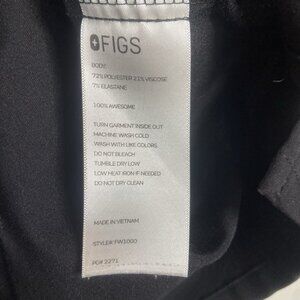 FIGS
BODY:
72% POLYESTER 21% VISCOSE
7% ELASTANE
100% AWESOME
TURN GARMENT INSIDE OUT
MACHINE WASH COLD
WASH WITH LIKE COLORS
DO NOT BLEACH
TUMBLE DRY LOW
LOW HEAT IRON IF NEEDED
DO NOT DRY CLEAN
MADE IN VIETNAM
STYLE# FW1000
PO# 2271